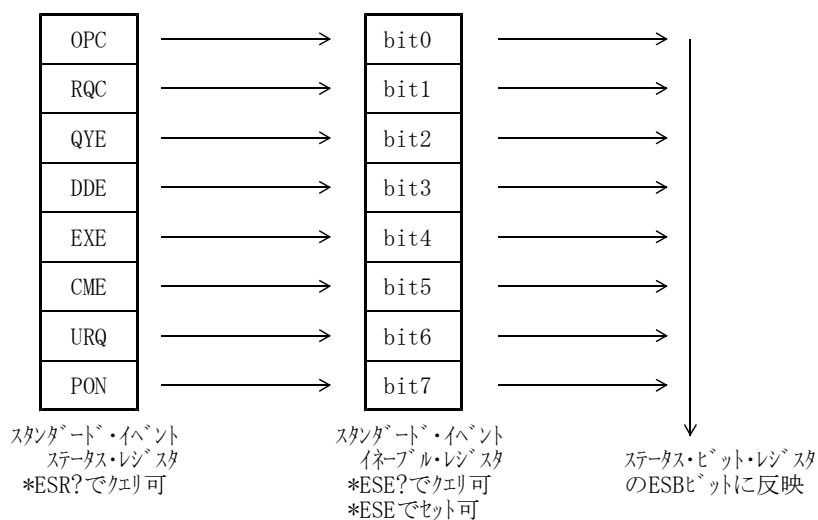 OPC
RQC
QYE
DDE
EXE
CME
URQ
PON
bit0
bit1
bit2
bit3
bit4
bit5
bit6
bit7
ｽﾀﾝﾀﾞｰﾄﾞ・ｲﾍﾞﾝﾄ
ｽﾃｰﾀｽ・ﾚｼﾞｽﾀ
*ESR?でｸｴﾘ可
ｽﾀﾝﾀﾞｰﾄﾞ・ｲﾍﾞﾝﾄ
ｲﾈｰﾌﾞﾙ・ﾚｼﾞｽﾀ
*ESE?でｸｴﾘ可
*ESEでｾｯﾄ可
ｽﾃｰﾀｽ・ﾋﾞｯﾄ・ﾚｼﾞｽﾀ
のESBﾋﾞｯﾄに反映